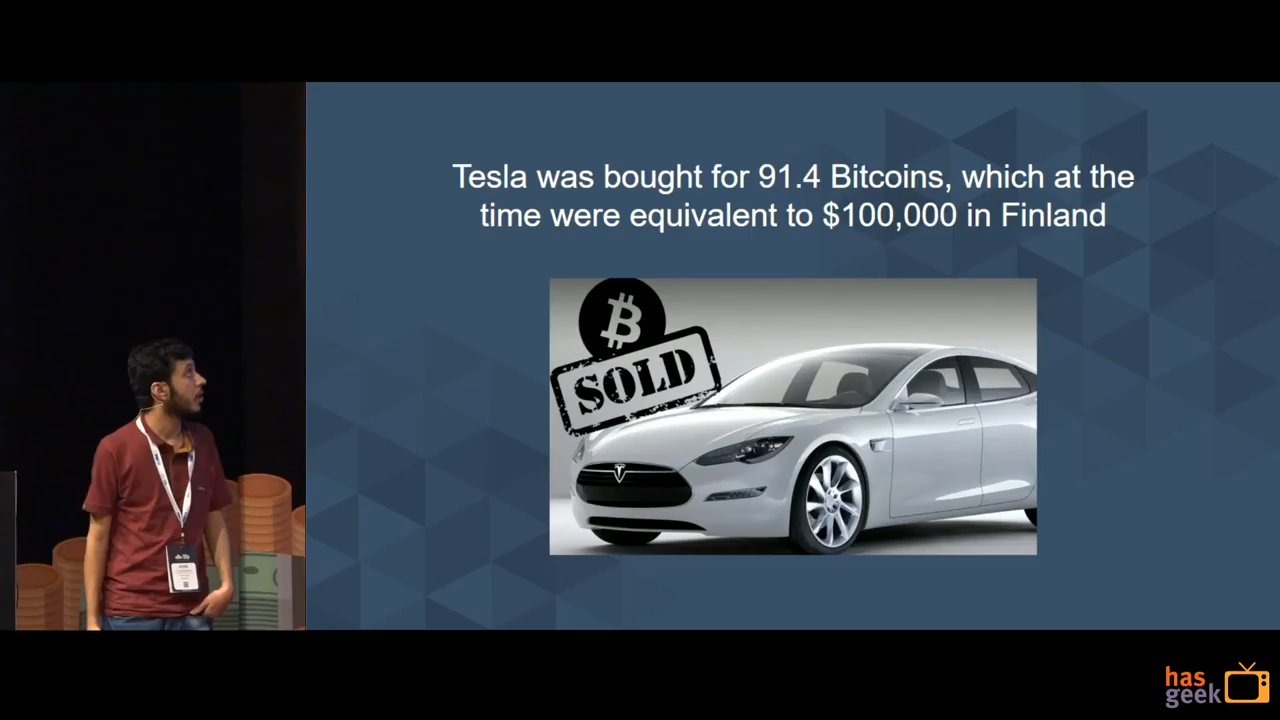 Tesla was bought for 91.4 Bitcoins, which at the
time were equivalent to $100,000 in Finland
SOLD
has
geek